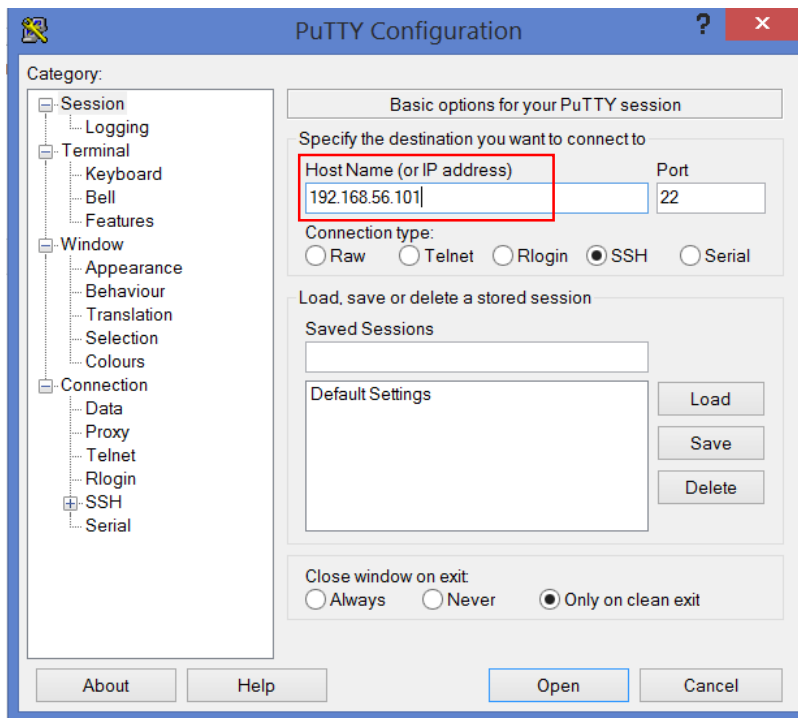 PuTTY Configuration
?
×
Category:
Session
Logging
Terminal
Keyboard
Bell
Features
Window
Appearance
Behaviour
Translation
Selection
Colours
Connection
Data
Proxy
Telnet
Rlogin
SSH
Serial
Basic options for your PuTTY session
Specify the destination you want to connect to
Host Name (or IP address) Port
192.168.56.101 22
Connection type:
Raw Telnet Rlogin SSH Serial
Load, save or delete a stored session
Saved Sessions
Default Settings
Load
Save
Delete
Close window on exit:
Always Never Only on clean exit
About Help Open Cancel